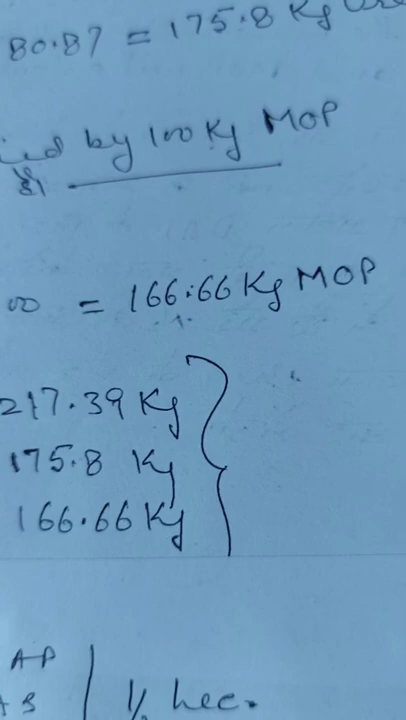 80.87 = 175.8 Kg
by 100 Kg MOP
= 166.66 Kg MOP
217.39 Kg
175.8 Kg
166.66 Kg
AP
1/ hec.